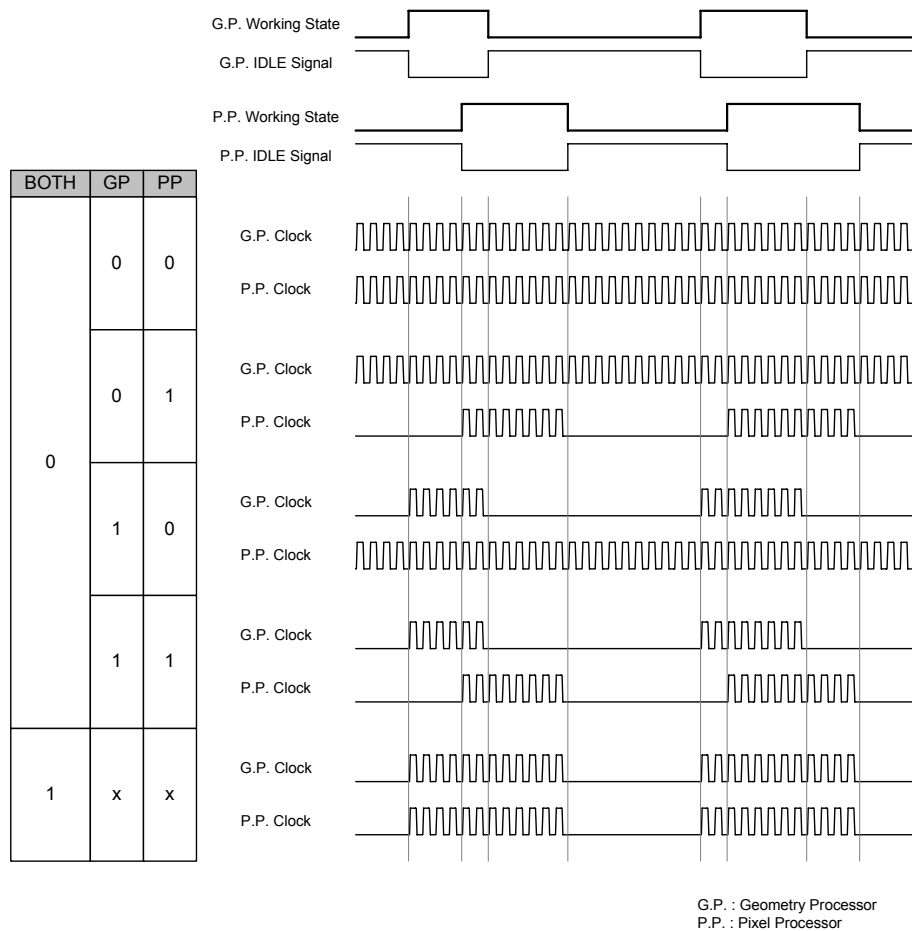 G.P. Working State
G.P. IDLE Signal
P.P. Working State
P.P. IDLE Signal
BOTH GP PP
G.P. Clock
0 0
P.P. Clock
G.P. Clock
0 1
P.P. Clock
0
G.P. Clock
1 0
P.P. Clock
G.P. Clock
1 1
P.P. Clock
G.P. Clock
1 x x
P.P. Clock
G.P. : Geometry Processor
P.P. : Pixel Processor